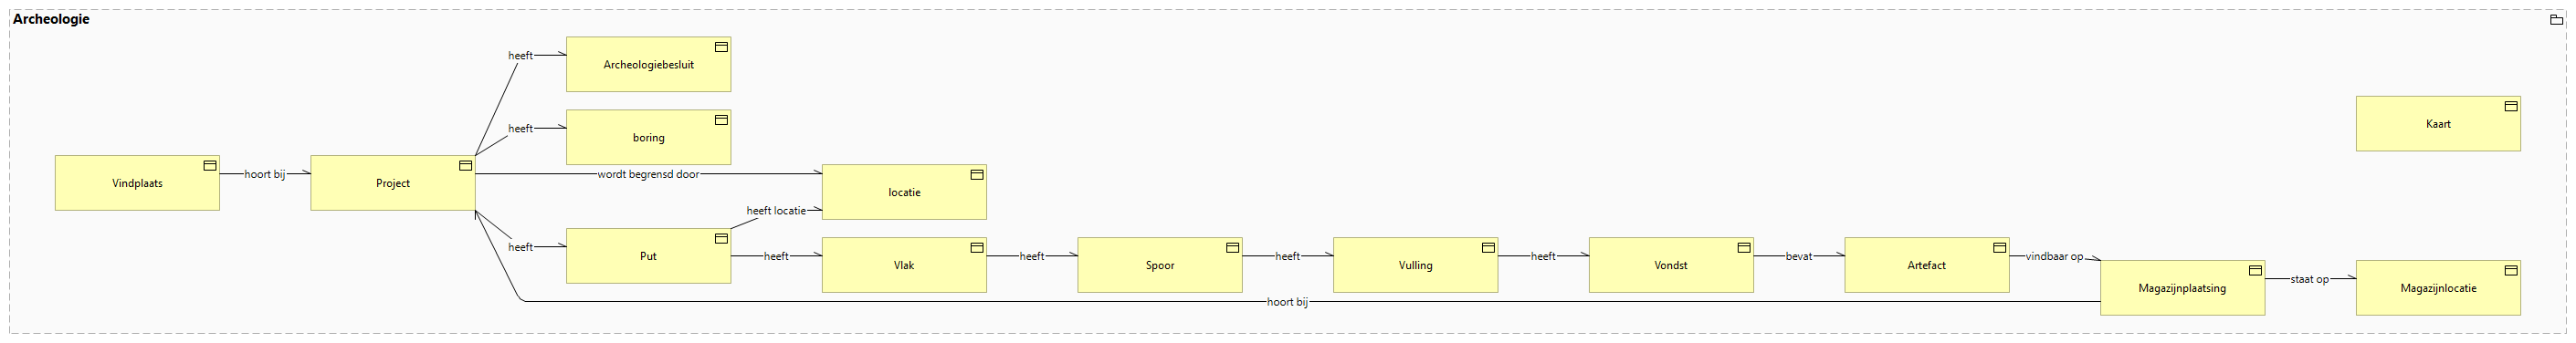 Archeologie
heeft
Archeologiebesluit
heeft
boring
Kaart
Vindplaats
hoort bij
Project
wordt begrensd door
locatie
heeft locatie
heeft
Put
heeft
Vlak
heeft
Spoor
heeft
Vulling
heeft
Vondst
bevat
Artefact
vindbaar op
Magazijnplaatsing
staat op
Magazijnlocatie
hoort bij